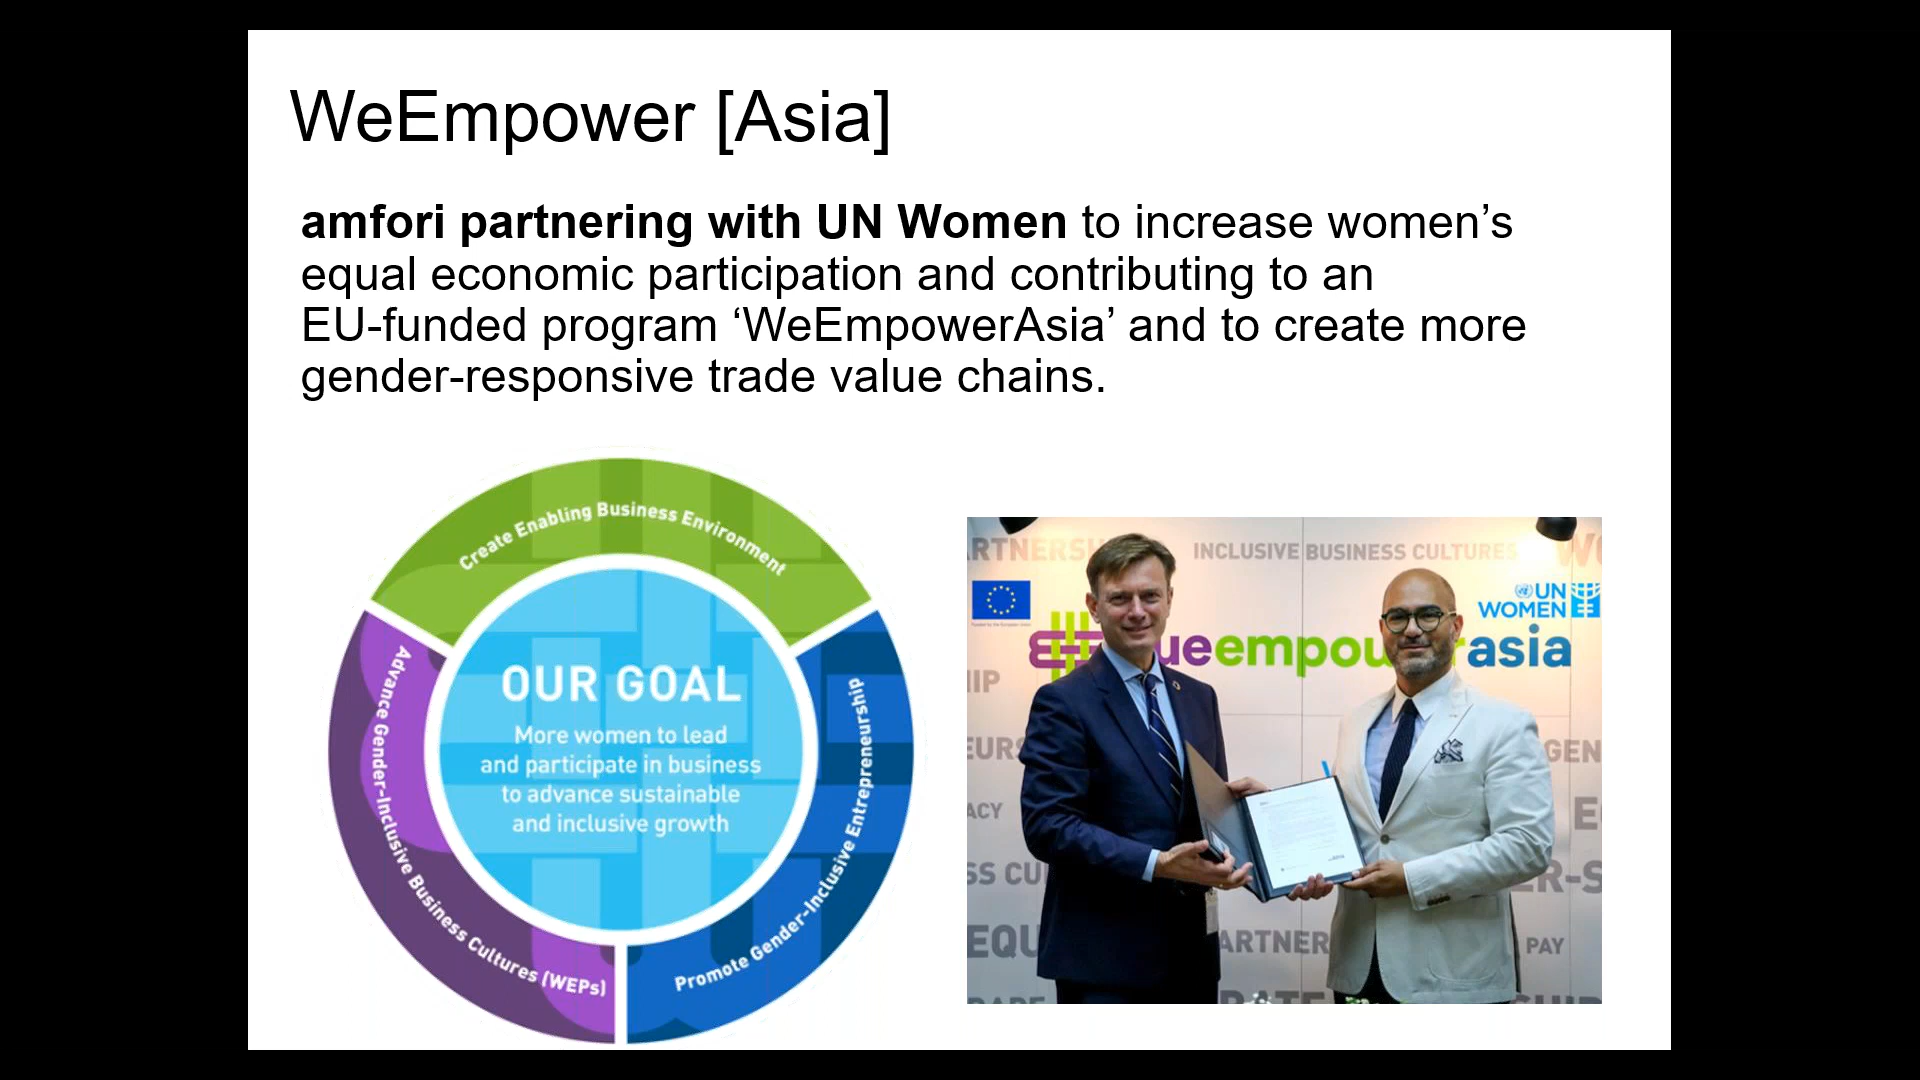 WeEmpower [Asia]
amfori partnering with UN Women to increase women’s
equal economic participation and contributing to an
EU-funded program ‘WeEmpowerAsia’ and to create more
gender-responsive trade value chains.
Create Enabling Business Environment
Advance Gender-Inclusive Business Cultures (WEPs)
Promote Gender-Inclusive Entrepreneurship
OUR GOAL
More women to lead
and participate in business
to advance sustainable
and inclusive growth
INCLUSIVE BUSINESS CULTURES
UN
WOMEN
asia
PAY